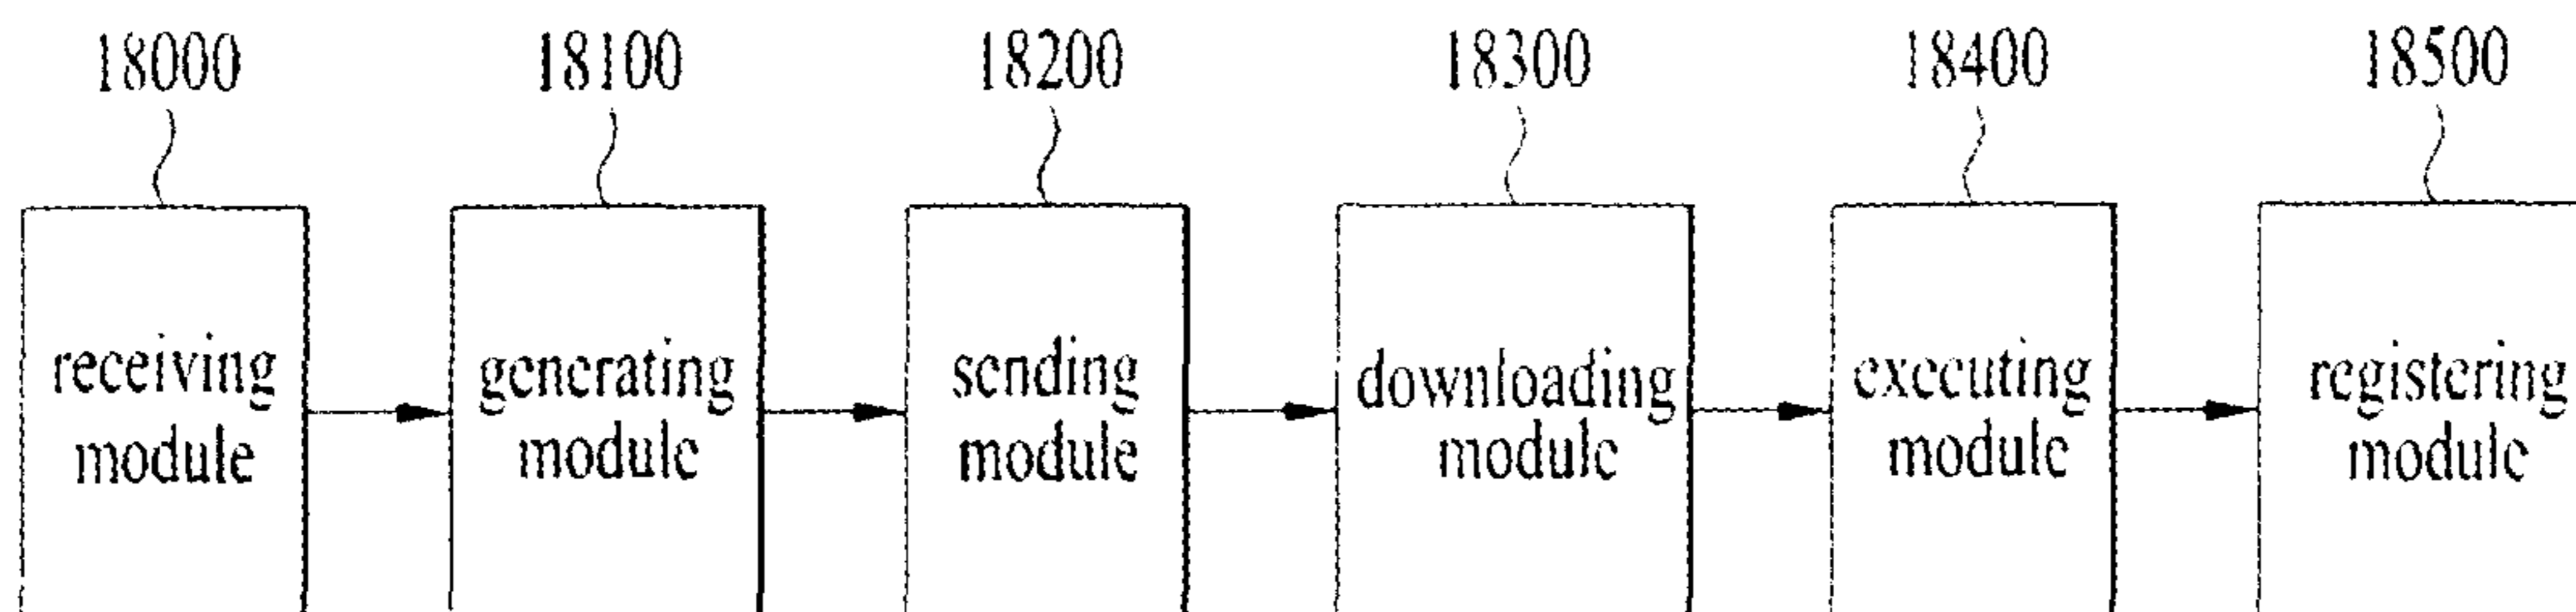 18000 18100 18200 18300 18400 18500
receiving generating sending downloading executing registering
module module module module module module